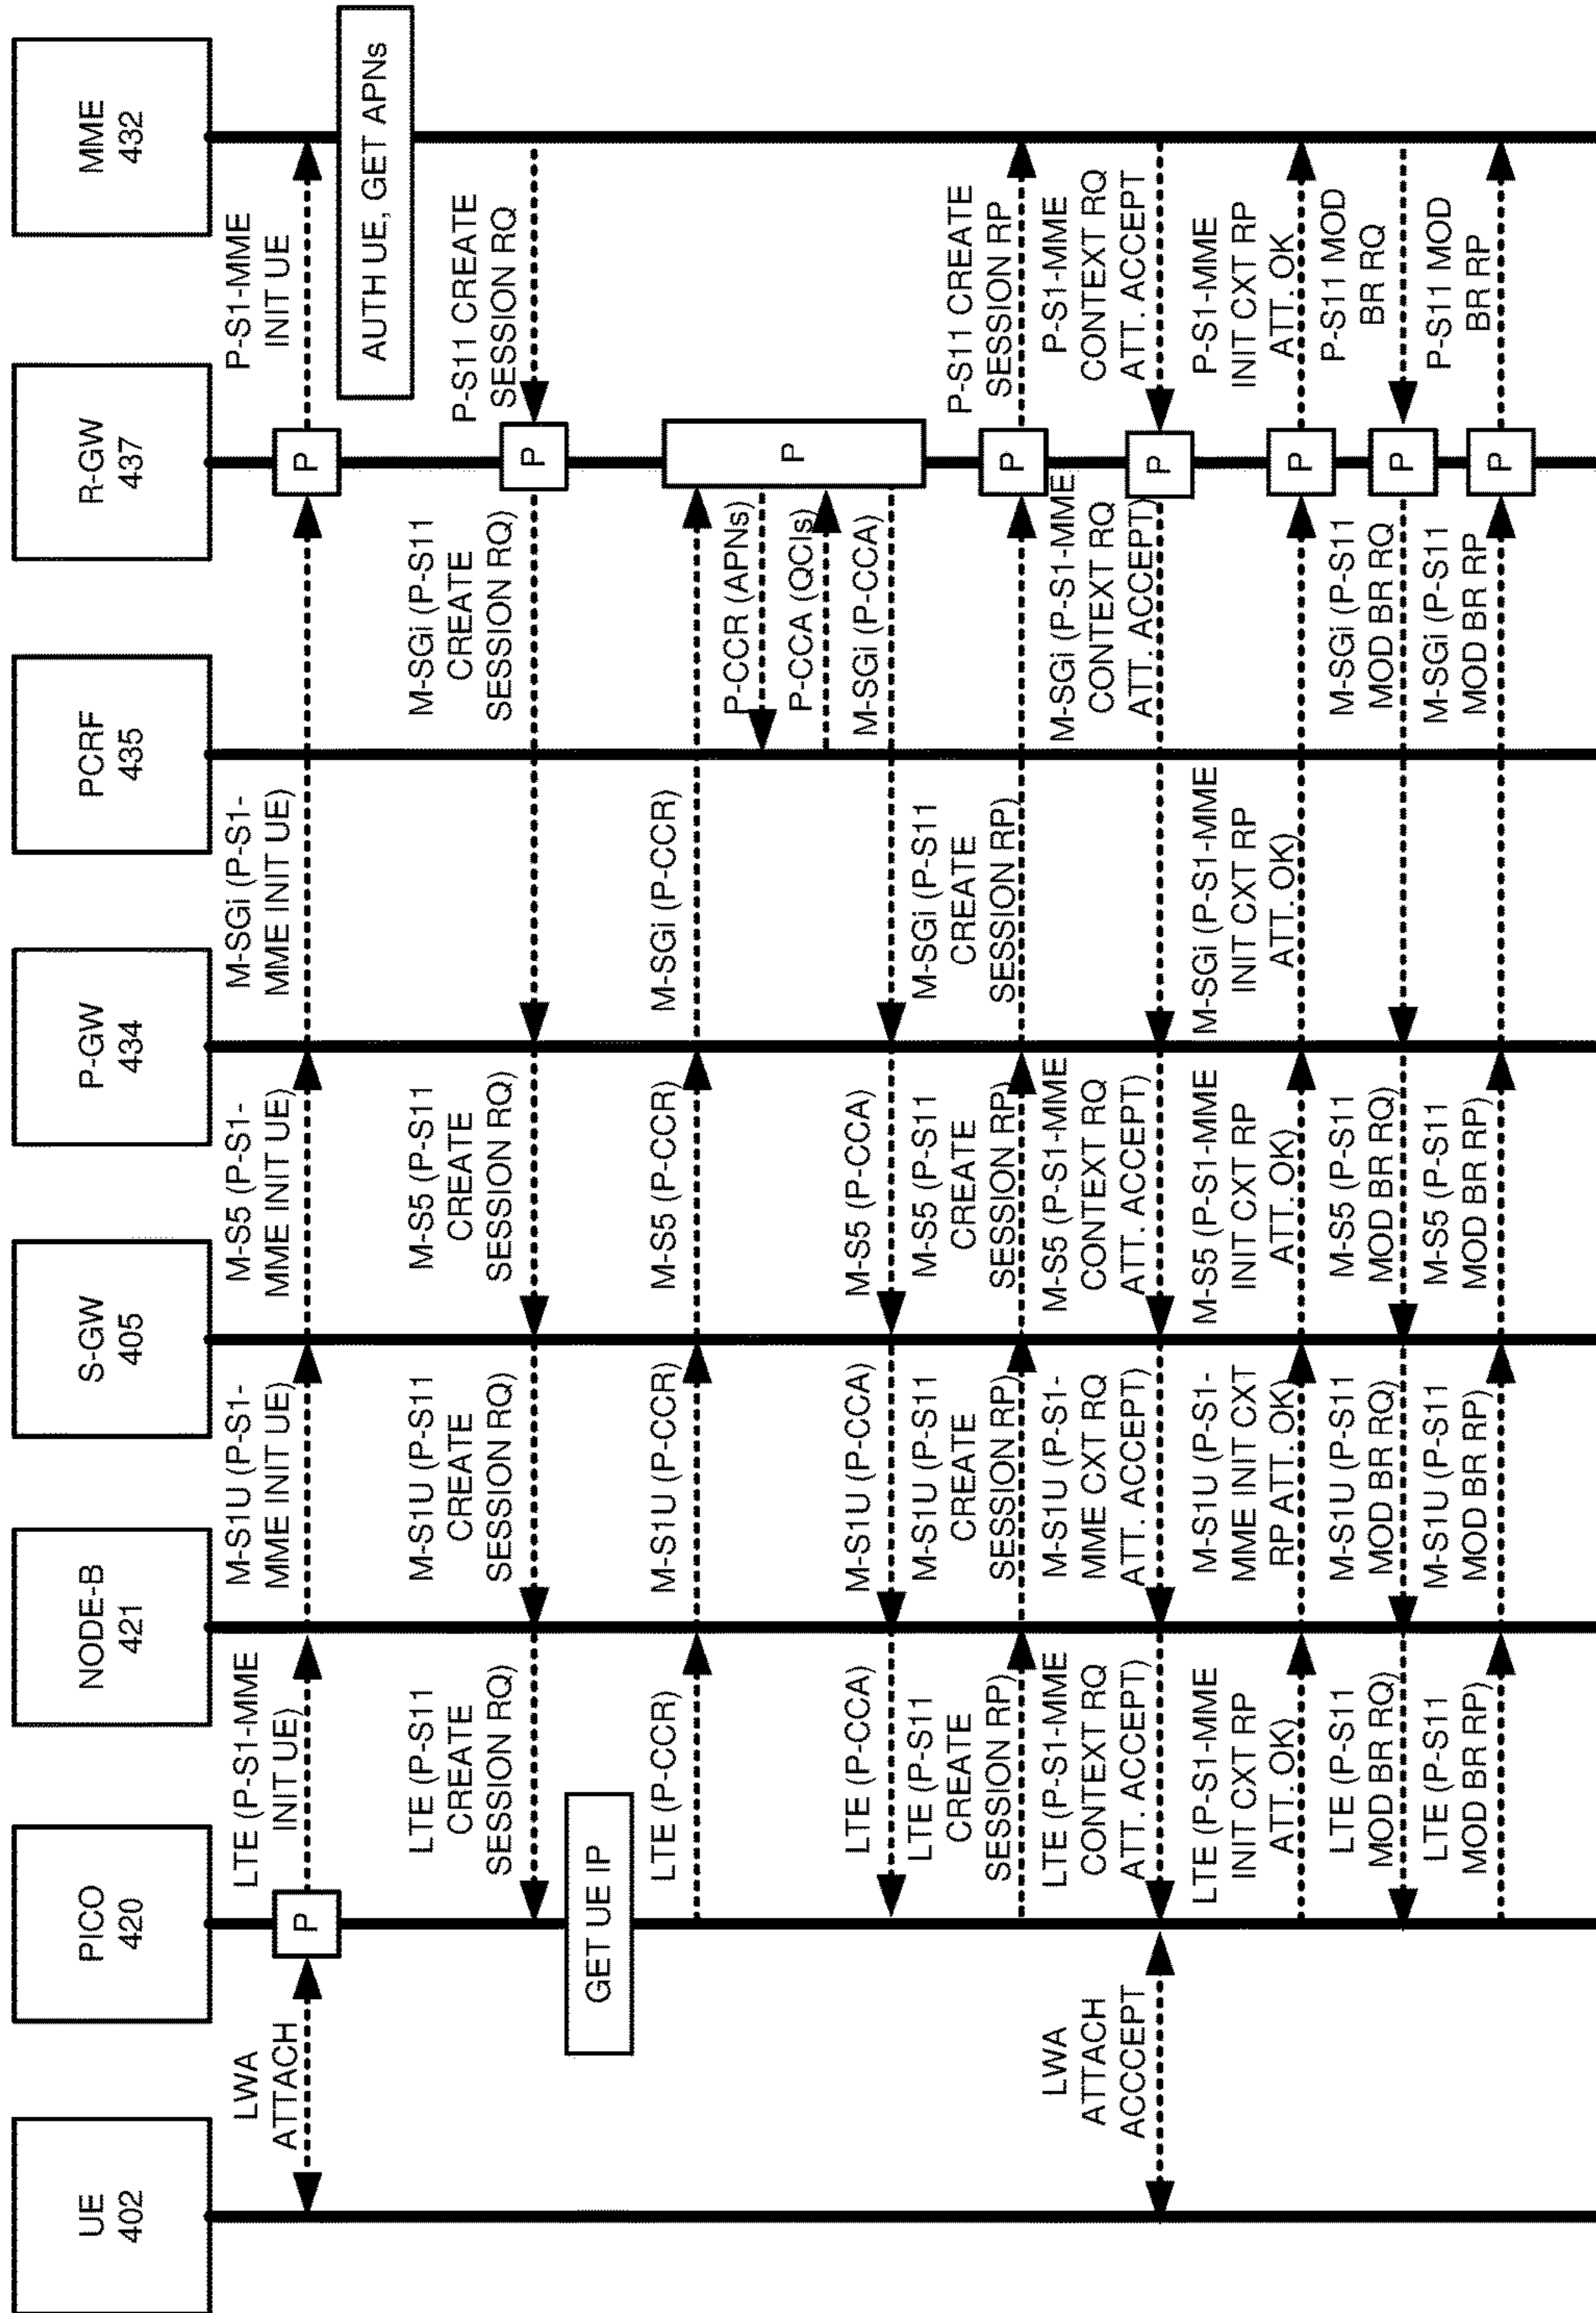 UE
402
PICO
420
NODE-B
421
S-GW
405
P-GW
434
PCRF
435
R-GW
437
MME
432
LWA
ATTACH
P
LTE (P-S1-MME
INIT UE)
M-S1U (P-S1-
MME INIT UE)
M-S5 (P-S1-
MME INIT UE)
M-SGi (P-S1-
MME INIT UE)
P
P-S1-MME
INIT UE
AUTH UE, GET APNs
LTE (P-S11
CREATE
SESSION RQ)
M-S1U (P-S11
CREATE
SESSION RQ)
M-S5 (P-S11
CREATE
SESSION RQ)
M-SGi (P-S11
CREATE
SESSION RQ)
P
P-S11 CREATE
SESSION RQ
GET UE IP
LTE (P-CCR)
M-S1U (P-CCR)
M-S5 (P-CCR)
M-SGi (P-CCR)
P-CCR (APNs)
P
P-CCA (QCIs)
LTE (P-CCA)
M-S1U (P-CCA)
M-S5 (P-CCA)
M-SGi (P-CCA)
LTE (P-S11
CREATE
SESSION RP)
M-S1U (P-S11
CREATE
SESSION RP)
M-S5 (P-S11
CREATE
SESSION RP)
M-SGi (P-S11
CREATE
SESSION RP)
P
P-S11 CREATE
SESSION RP
LWA
ATTACH
ACCCEPT
LTE (P-S1-MME
CONTEXT RQ
ATT. ACCEPT)
M-S1U (P-S1-
MME CXT RQ
ATT. ACCEPT)
M-S5 (P-S1-MME
CONTEXT RQ
ATT. ACCEPT)
M-SGi (P-S1-MME
CONTEXT RQ
ATT. ACCEPT)
P
P-S1-MME
CONTEXT RQ
ATT. ACCEPT
LTE (P-S1-MME
INIT CXT RP
ATT. OK)
M-S1U (P-S1-
MME INIT CXT
RP ATT. OK)
M-S5 (P-S1-MME
INIT CXT RP
ATT. OK)
M-SGi (P-S1-MME
INIT CXT RP
ATT. OK)
P
P-S1-MME
INIT CXT RP
ATT. OK
LTE (P-S11
MOD BR RQ)
M-S1U (P-S11
MOD BR RQ)
M-S5 (P-S11
MOD BR RQ)
M-SGi (P-S11
MOD BR RQ
P
P-S11 MOD
BR RQ
LTE (P-S11
MOD BR RP)
M-S1U (P-S11
MOD BR RP)
M-S5 (P-S11
MOD BR RP)
M-SGi (P-S11
MOD BR RP
P
P-S11 MOD
BR RP